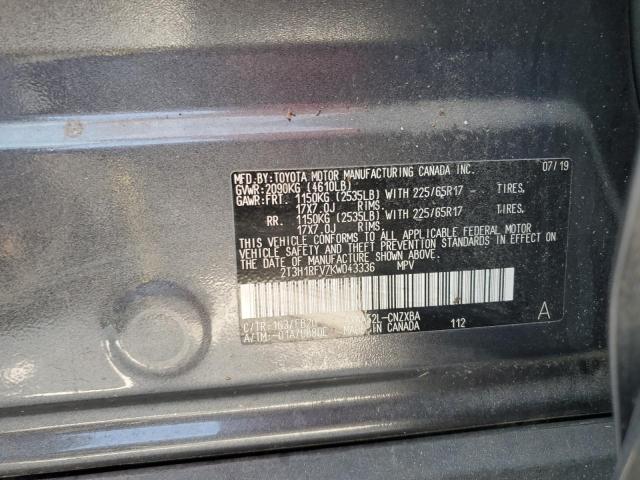 MFD.BY:TOYOTA MOTOR MANUFACTURING CANADA INC. 07/19
GVWR:2090KG (4610LB)
GAWR:FRT. 1150KG (2535LB) WITH 225/65R17 - TIRES,
17X7.0J RIMS,
RR. 1150KG (2535LB) WITH 225/65R17 TIRES,
17X7.0J RIMS,
THIS VEHICLE CONFORMS TO ALL APPLICABLE FEDERAL MOTOR
VEHICLE SAFETY AND THEFT PREVENTION STANDARDS IN EFFECT ON
THE DATE OF MANUFACTURE SHOWN ABOVE.
2T3H1RFV7KW043336 MPV
C/TR: 52L-CNZXBA A
A/TM: MADE IN CANADA 112